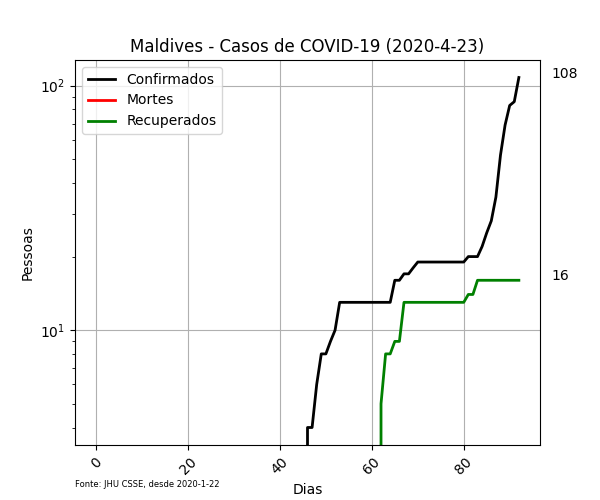 Maldives - Casos de COVID-19 (2020-4-23)
Confirmados
Mortes
Recuperados
108
16
10²
10¹
Pessoas
0
20
40
60
80
Dias
Fonte: JHU CSSE, desde 2020-1-22